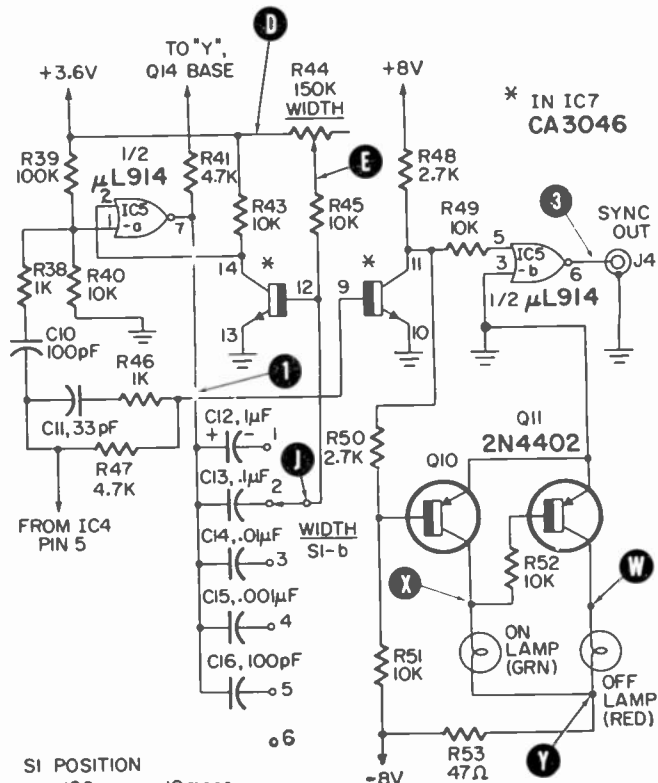 D
TO "Y",
Q14 BASE
+3.6V
R44
150K
WIDTH
+8V
* IN IC7
CA3046
E
R39
100K
1/2
μL914
R41
4.7K
R48
2.7K
2
1
IC5
-a
7
R43
10K
R45
10K
R49
10K
3
SYNC
OUT
5
3
IC5
-b
6
J4
1/2 μL914
R38
1K
R40
10K
14
*
12
13
*
9
11
10
C10
100pF
R46
1K
1
C11, 33pF
R47
4.7K
C12, 1μF
+ -
1
C13, .1μF
2
J
WIDTH
S1-b
C14, .01μF
3
C15, .001μF
4
C16, 100pF
5
6
FROM IC4
PIN 5
R50
2.7K
Q11
2N4402
Q10
R52
10K
X
W
R51
10K
ON
LAMP
(GRN)
OFF
LAMP
(RED)
R53
47Ω
Y
-8V
S1 POSITION